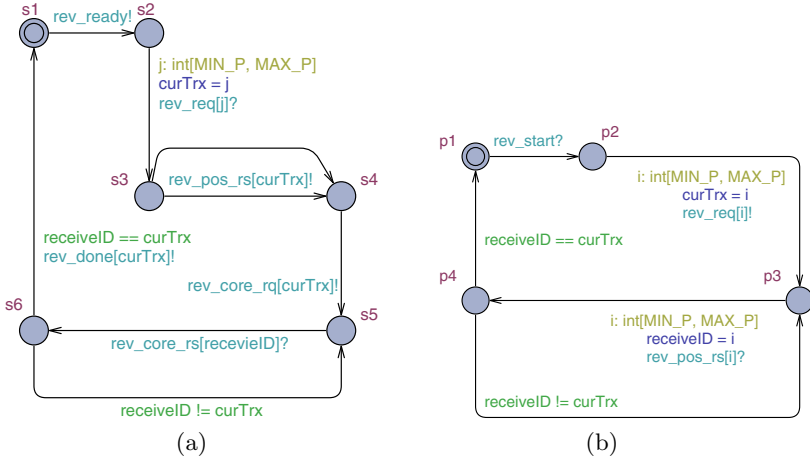 s1
rev_ready!
s2
j: int[MIN_P, MAX_P]
curTrx = j
rev_req[j]?
s3
rev_pos_rs[curTrx]!
s4
receiveID == curTrx
rev_done[curTrx]!
rev_core_rq[curTrx]!
s6
s5
rev_core_rs[recevieID]?
receiveID != curTrx
(a)
p1
rev_start?
p2
i: int[MIN_P, MAX_P]
curTrx = i
rev_req[i]!
receiveID == curTrx
p4
p3
i: int[MIN_P, MAX_P]
receiveID = i
rev_pos_rs[i]?
receiveID != curTrx
(b)